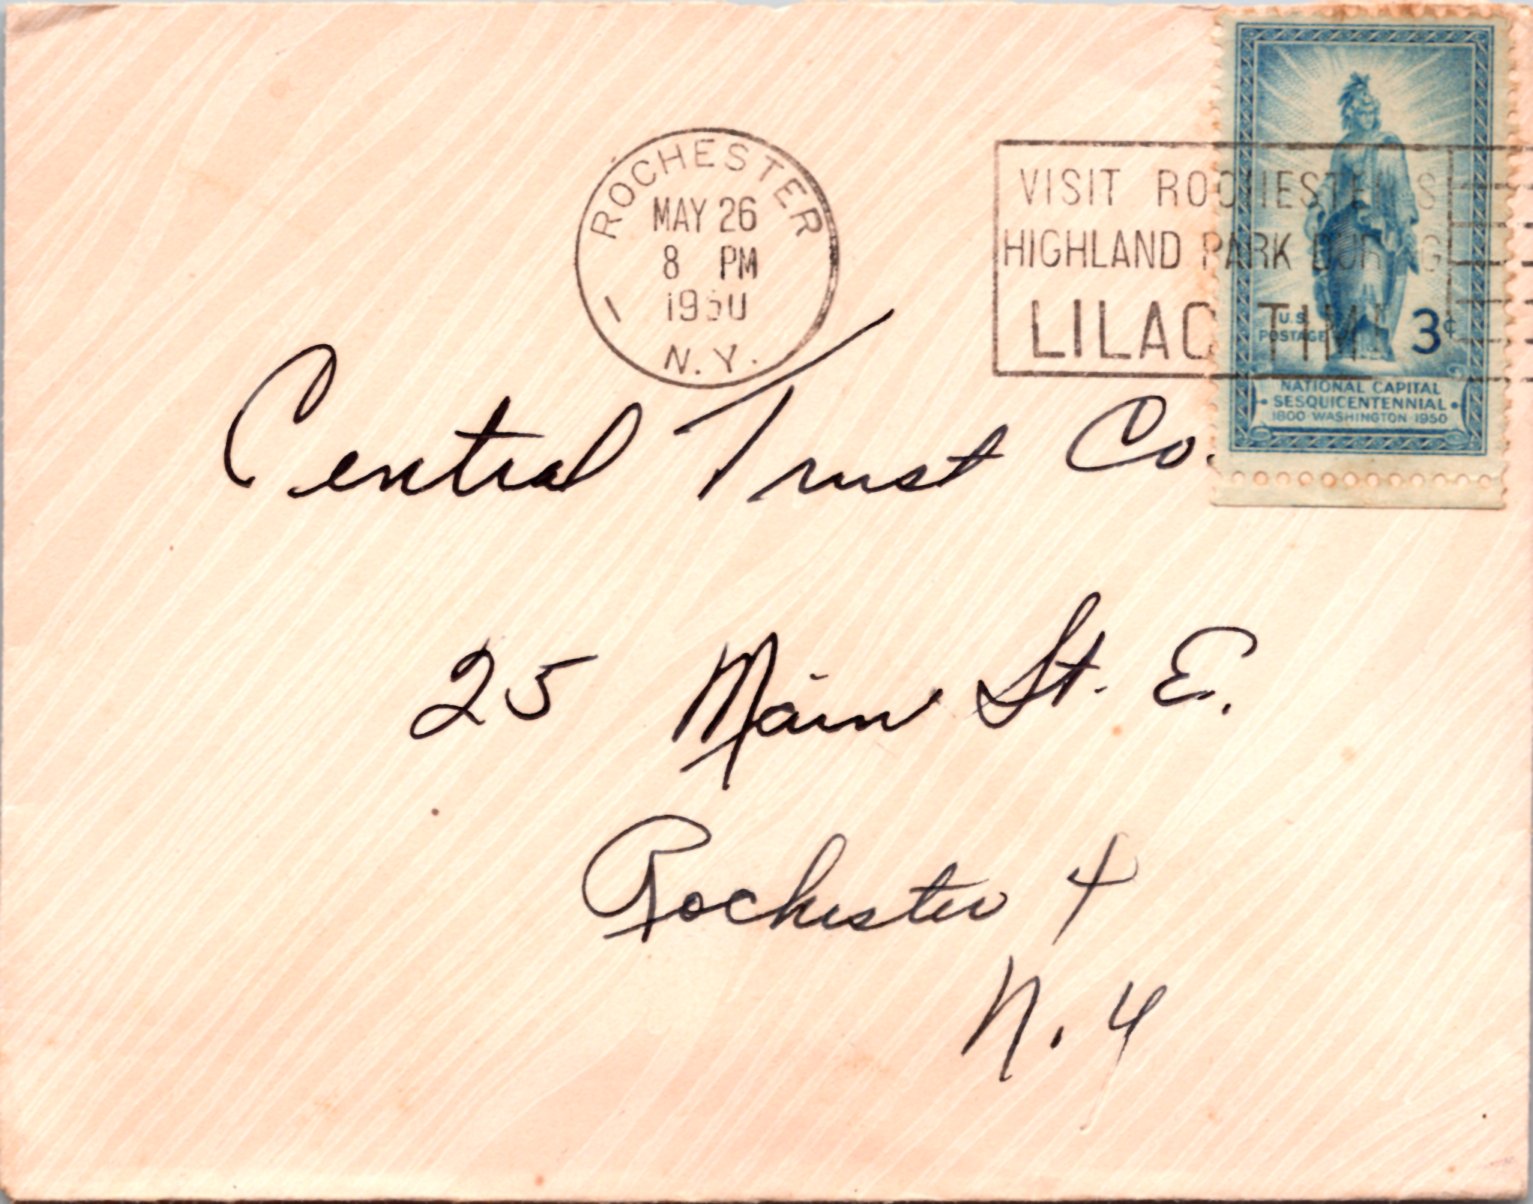 ROCHESTER
MAY 26
8 PM
1950
1
N.Y.
VISIT ROCHESTER'S
HIGHLAND PARK DURING
LILAC TIME
U.S.
POSTAGE
3¢
NATIONAL CAPITAL
SESQUICENTENNIAL
1800 WASHINGTON 1950
Central Trust Co.
25 Main St. E.
Rochester 4
N.Y